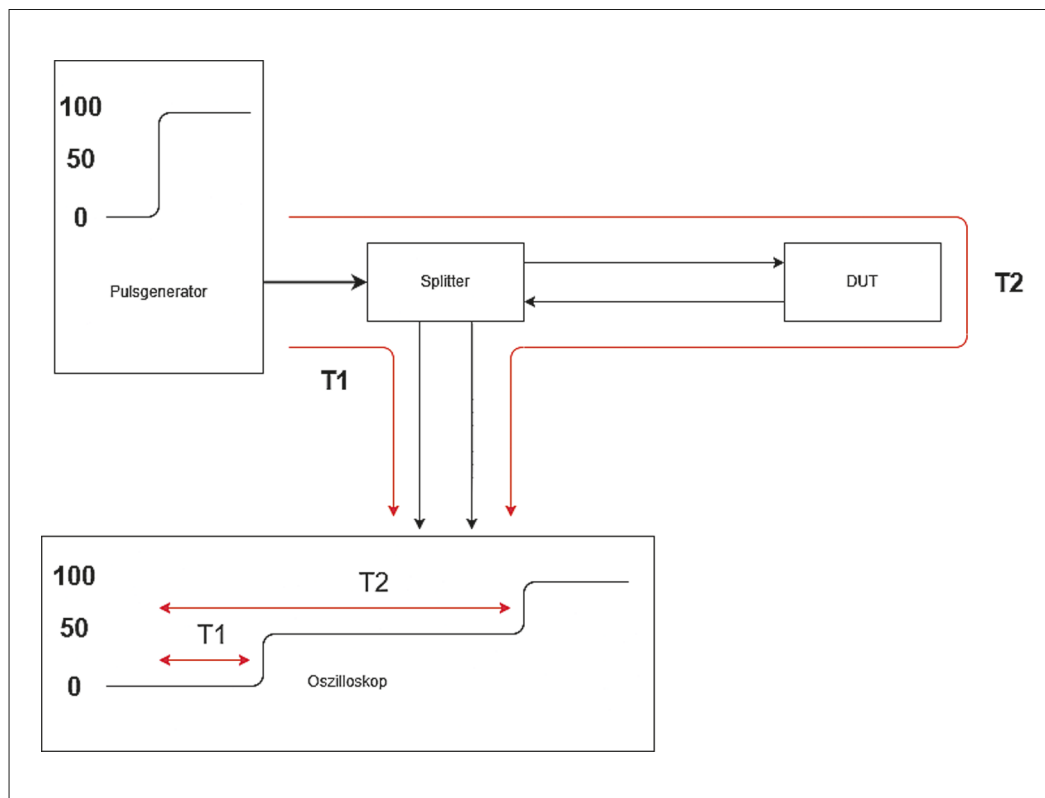 100
50
0
Pulsgenerator
Splitter
DUT
T2
T1
100
T2
50
T1
0
Oszilloskop